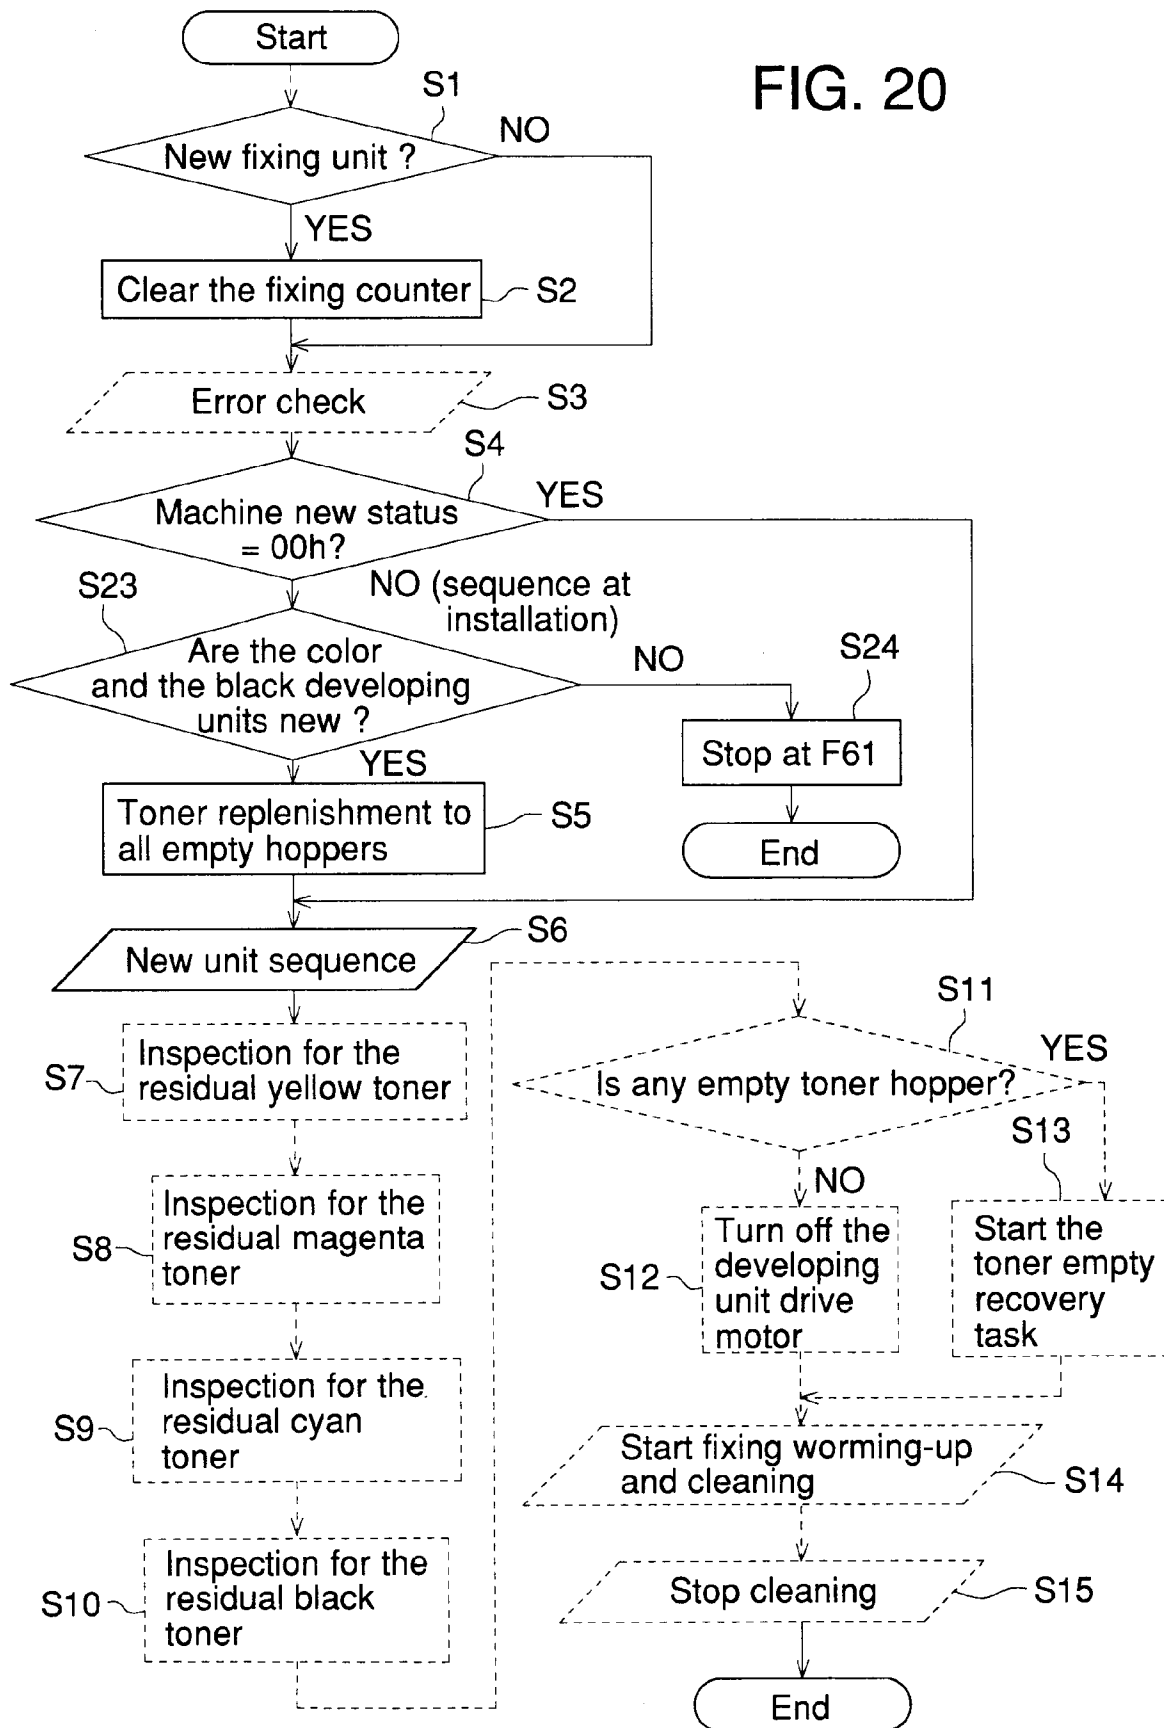 FIG. 20
Start
S1
New fixing unit ?
NO
YES
Clear the fixing counter
S2
Error check
S3
S4
Machine new status
= 00h?
YES
NO (sequence at
installation)
S23
Are the color
and the black developing
units new ?
NO
S24
Stop at F61
End
YES
Toner replenishment to
all empty hoppers
S5
New unit sequence
S6
S7
Inspection for the
residual yellow toner
S8
Inspection for the
residual magenta
toner
S9
Inspection for the
residual cyan
toner
S10
Inspection for the
residual black
toner
S11
Is any empty toner hopper?
YES
NO
S12
Turn off the
developing
unit drive
motor
S13
Start the
toner empty
recovery
task
Start fixing worming-up
and cleaning
S14
Stop cleaning
S15
End